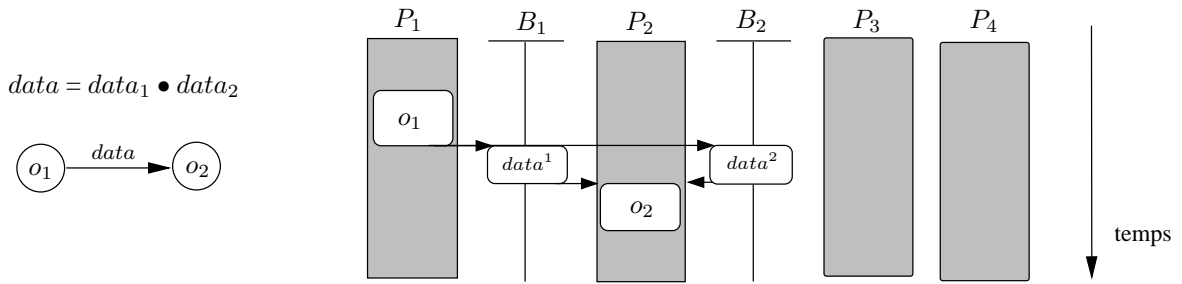 P₁ B₁ P₂ B₂ P₃ P₄
data = data₁ • data₂
o₁
o₁ data o₂
data¹ data²
o₂
temps